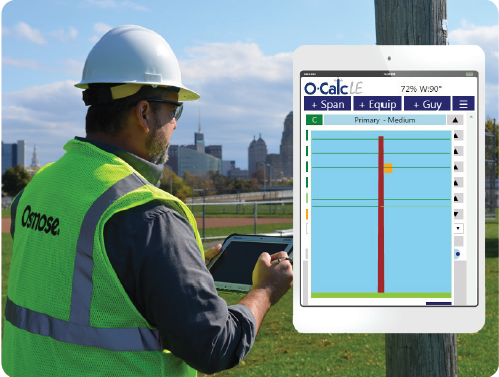 Osmose.
O-Calc LE
72% W:90"
+ Span + Equip + Guy
C Primary - Medium